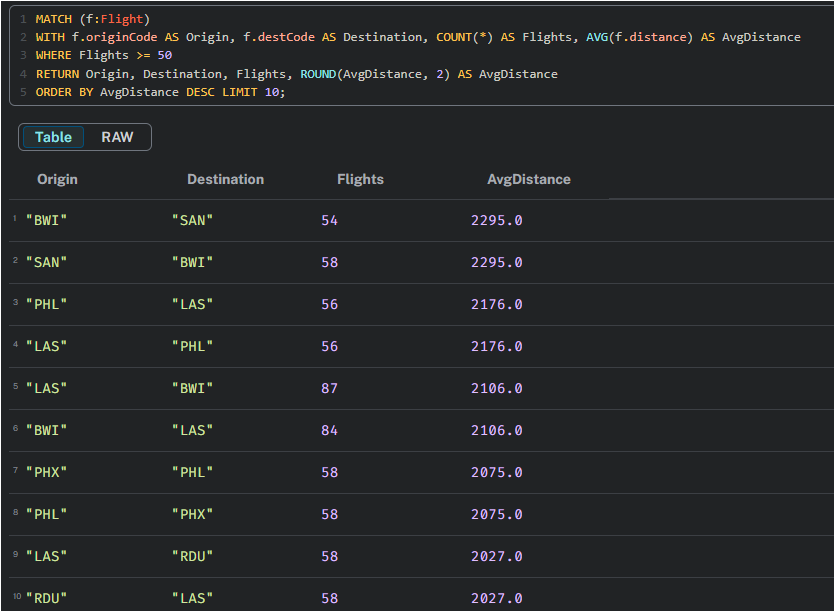 1 MATCH (f:Flight)
2 WITH f.originCode AS Origin, f.destCode AS Destination, COUNT(*) AS Flights, AVG(f.distance) AS AvgDistance
3 WHERE Flights >= 50
4 RETURN Origin, Destination, Flights, ROUND(AvgDistance, 2) AS AvgDistance
5 ORDER BY AvgDistance DESC LIMIT 10;
Table RAW
Origin Destination Flights AvgDistance
1 "BWI" "SAN" 54 2295.0
2 "SAN" "BWI" 58 2295.0
3 "PHL" "LAS" 56 2176.0
4 "LAS" "PHL" 56 2176.0
5 "LAS" "BWI" 87 2106.0
6 "BWI" "LAS" 84 2106.0
7 "PHX" "PHL" 58 2075.0
8 "PHL" "PHX" 58 2075.0
9 "LAS" "RDU" 58 2027.0
10 "RDU" "LAS" 58 2027.0